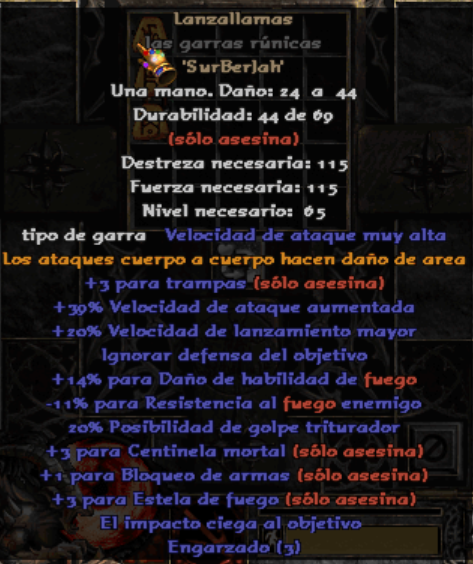 Lanzallamas
las garras rúnicas
'SurBerJah'
Una mano. Daño: 24 a 44
Durabilidad: 44 de 69
(sólo asesina)
Destreza necesaria: 115
Fuerza necesaria: 115
Nivel necesario: 65
tipo de garra Velocidad de ataque muy alta
Los ataques cuerpo a cuerpo hacen daño de area
+3 para trampas (sólo asesina)
+39% Velocidad de ataque aumentada
+20% Velocidad de lanzamiento mayor
Ignorar defensa del objetivo
+14% para Daño de habilidad de fuego
-11% para Resistencia al fuego enemigo
20% Posibilidad de golpe triturador
+3 para Centinela mortal (sólo asesina)
+1 para Bloqueo de armas (sólo asesina)
+3 para Estela de fuego (sólo asesina)
El impacto ciega al objetivo
Engarzado (3)